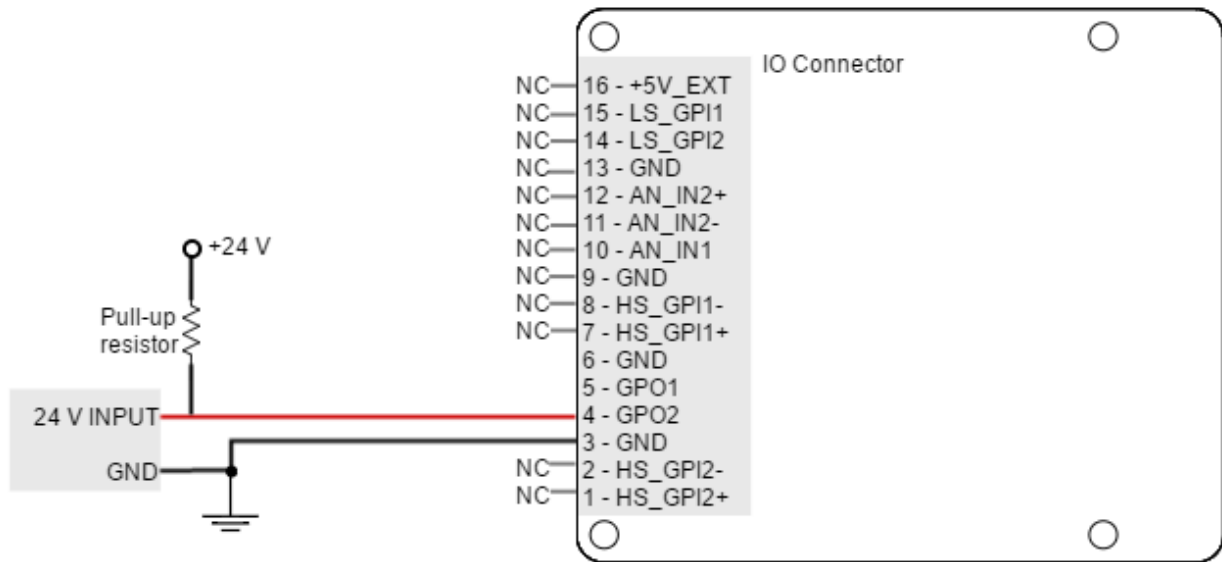 IO Connector
NC 16 - +5V_EXT
NC 15 - LS_GPI1
NC 14 - LS_GPI2
NC 13 - GND
NC 12 - AN_IN2+
NC 11 - AN_IN2-
NC 10 - AN_IN1
NC 9 - GND
NC 8 - HS_GPI1-
NC 7 - HS_GPI1+
6 - GND
5 - GPO1
4 - GPO2
3 - GND
NC 2 - HS_GPI2-
NC 1 - HS_GPI2+
+24 V
Pull-up
resistor
24 V INPUT
GND